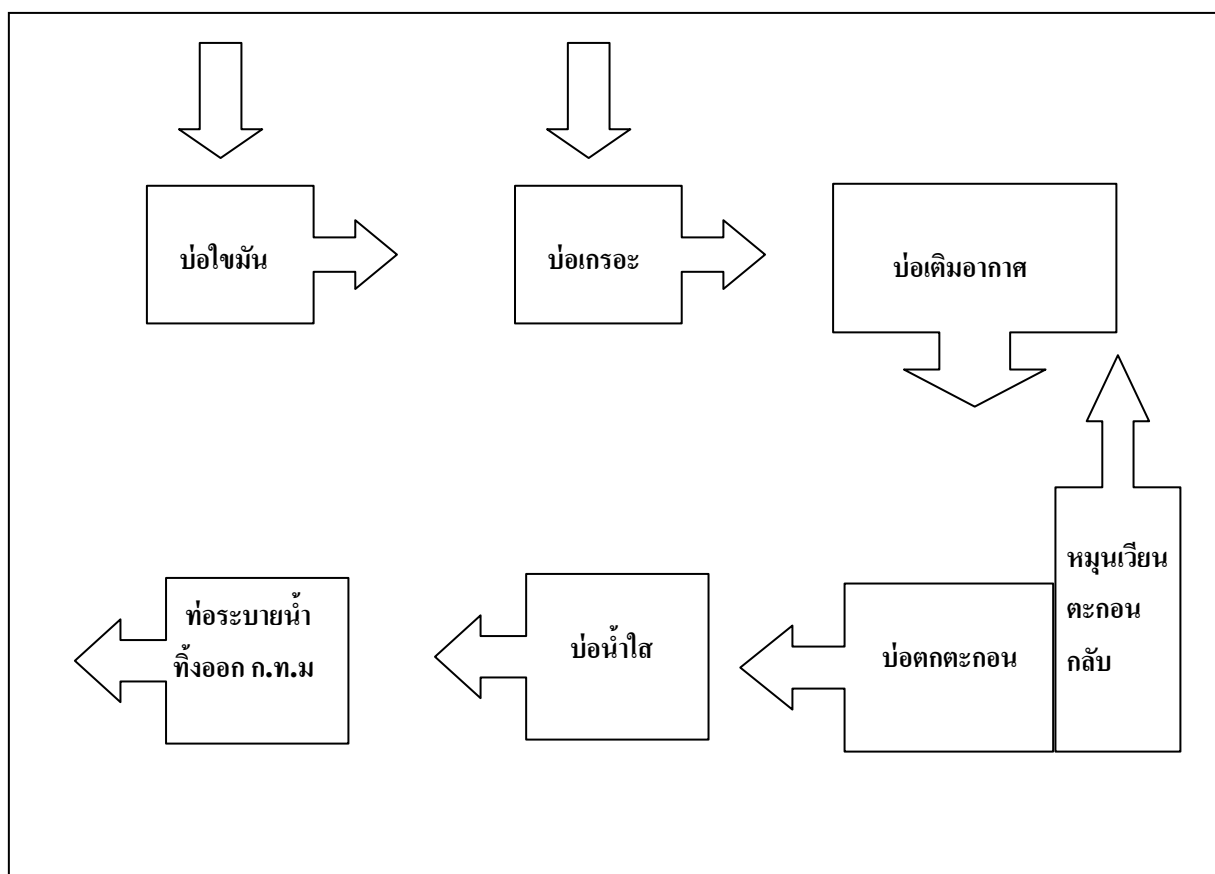 บ่อไขมัน
บ่อเกรอะ
บ่อเติมอากาศ
หมุนเวียน
ตะกอน
กลับ
บ่อตกตะกอน
บ่อน้ำใส
ท่อระบายน้ำ
ทิ้งออก ก.ท.ม